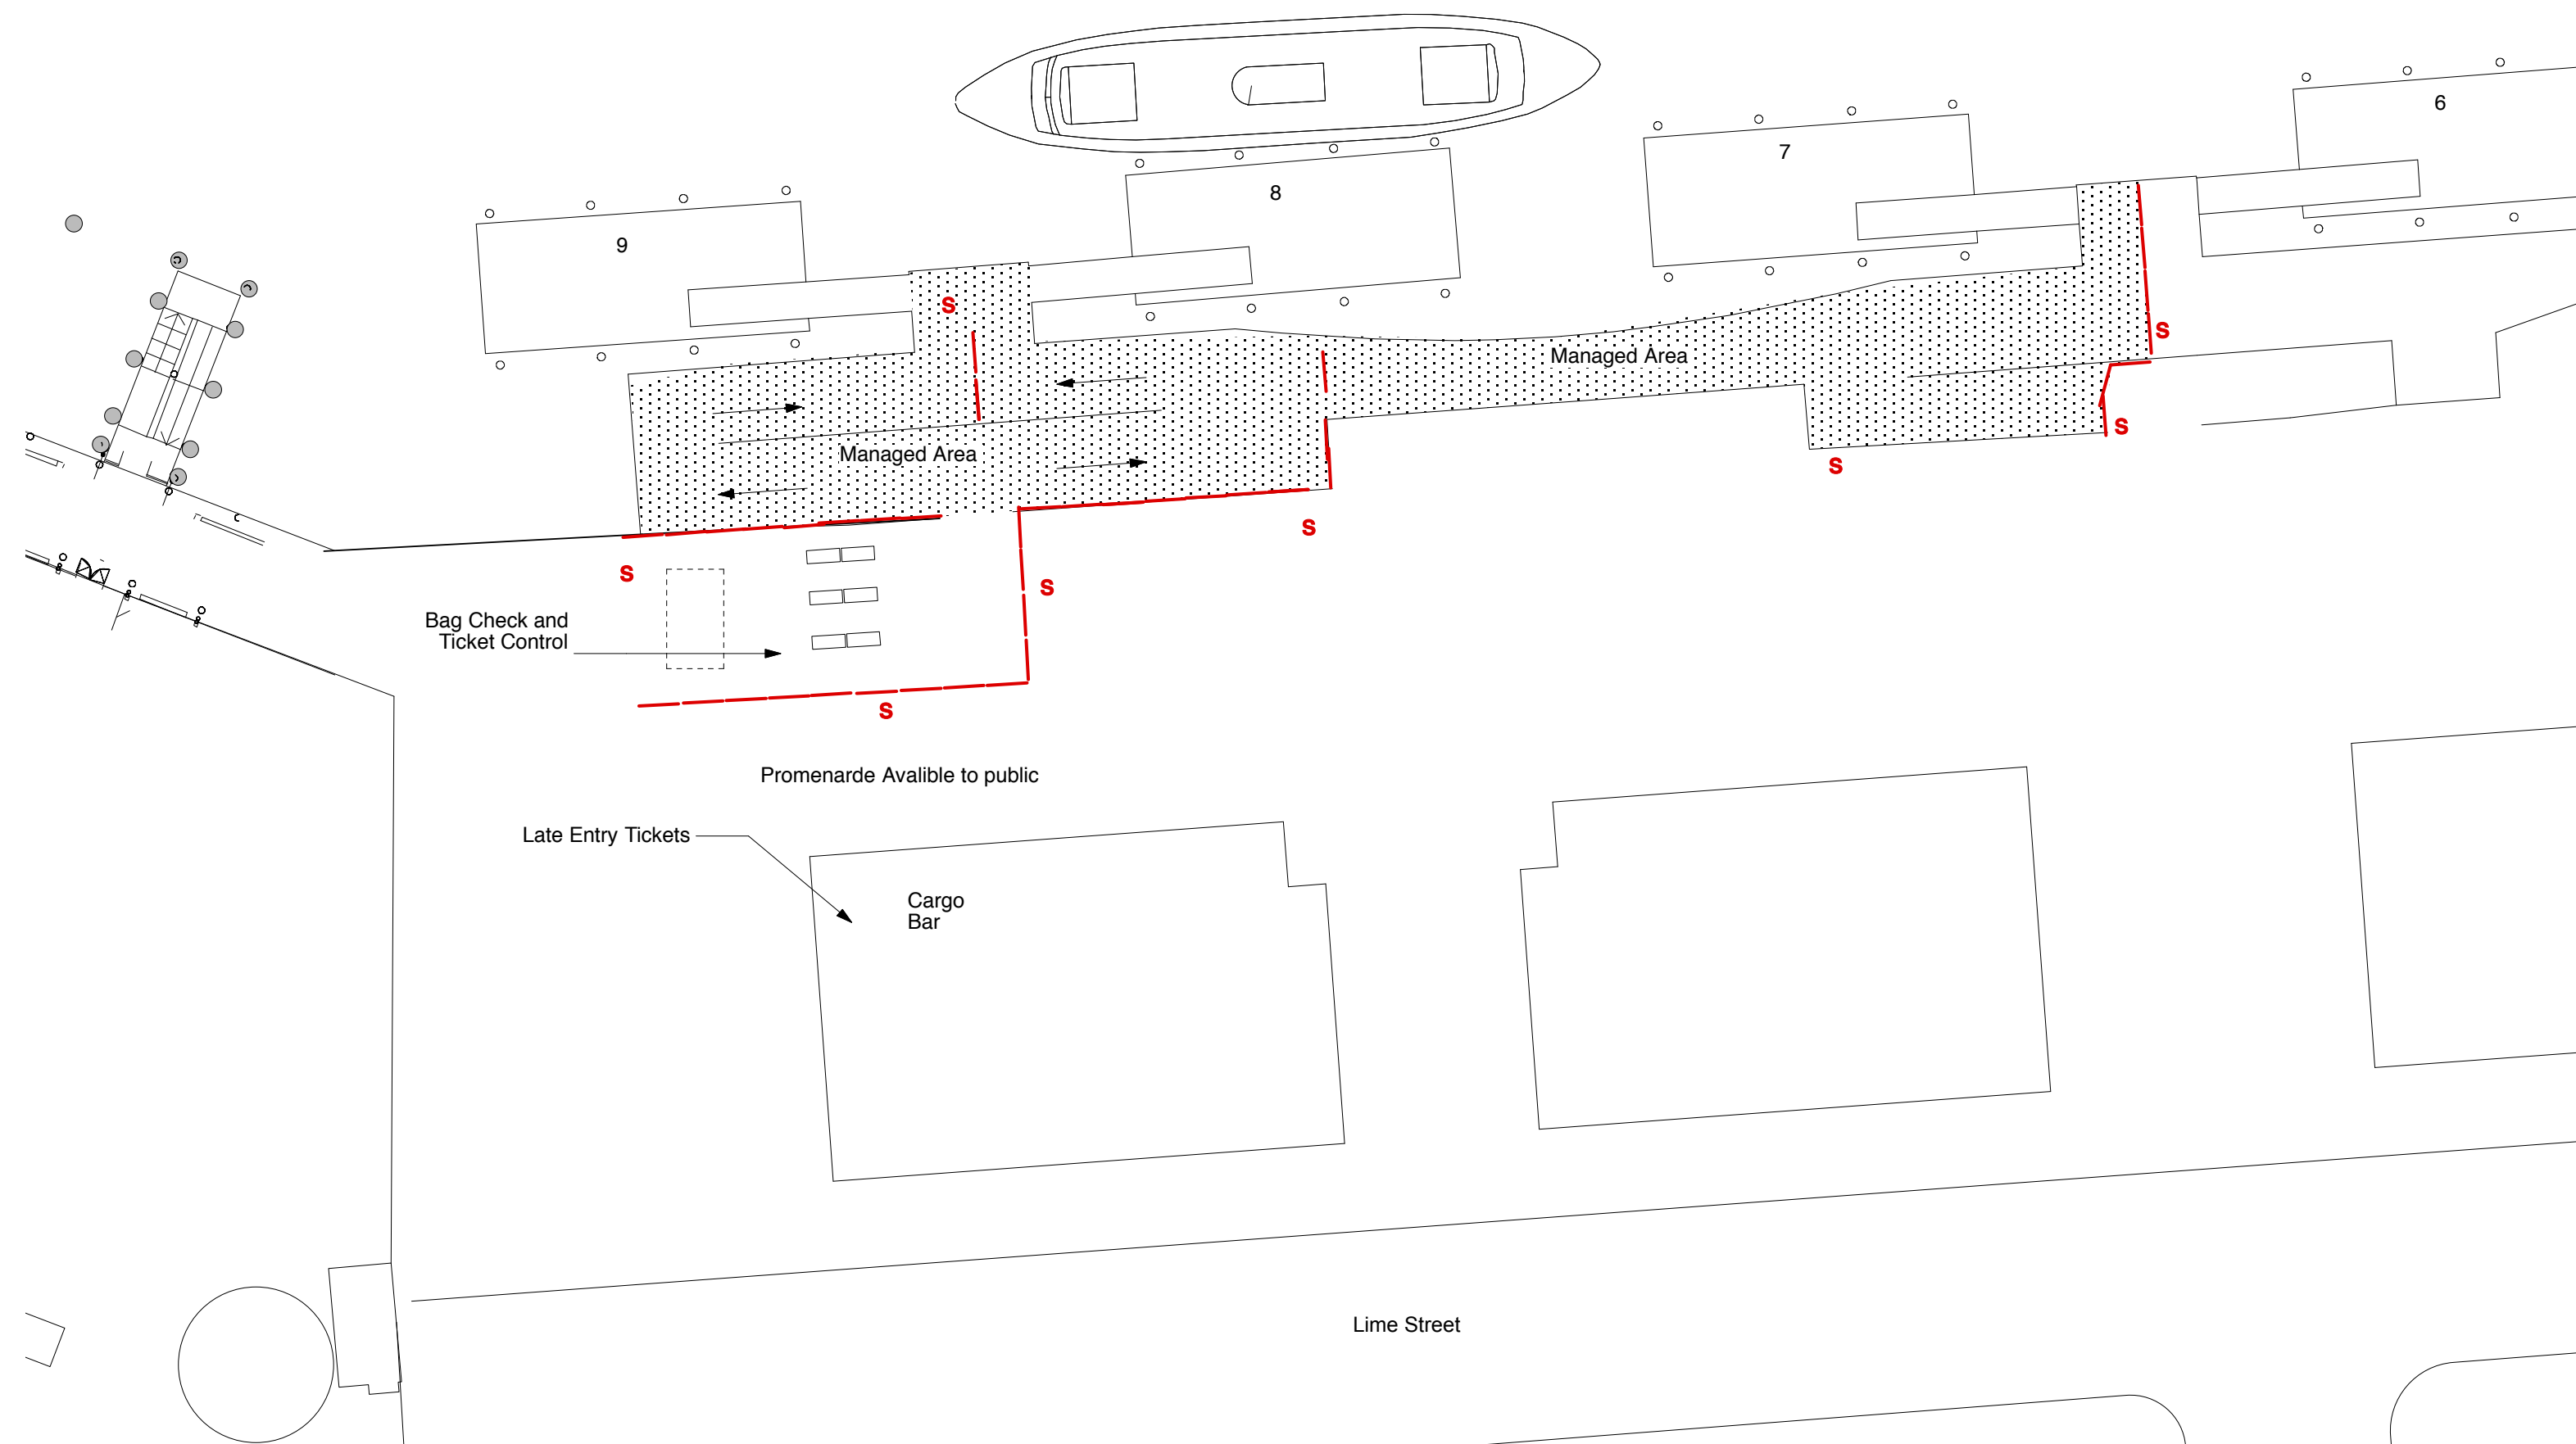 6
7
8
9
S
S
Managed Area
S
Managed Area
S
S
S
S
S
Bag Check and
Ticket Control
S
Promenarde Avalible to public
Late Entry Tickets
Cargo
Bar
Lime Street